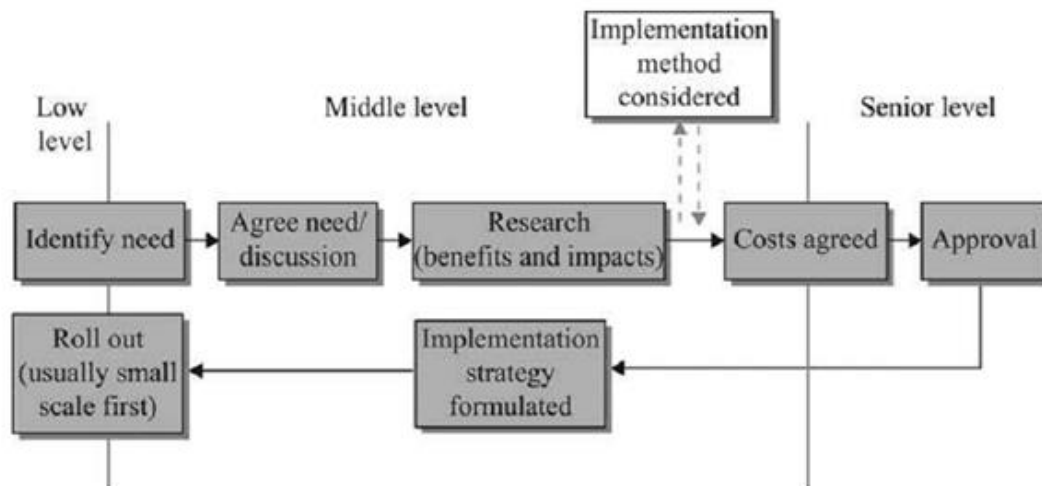 Implementation
method
considered
Low
level
Middle level
Senior level
Identify need
Agree need/
discussion
Research
(benefits and impacts)
Costs agreed
Approval
Roll out
(usually small
scale first)
Implementation
strategy
formulated